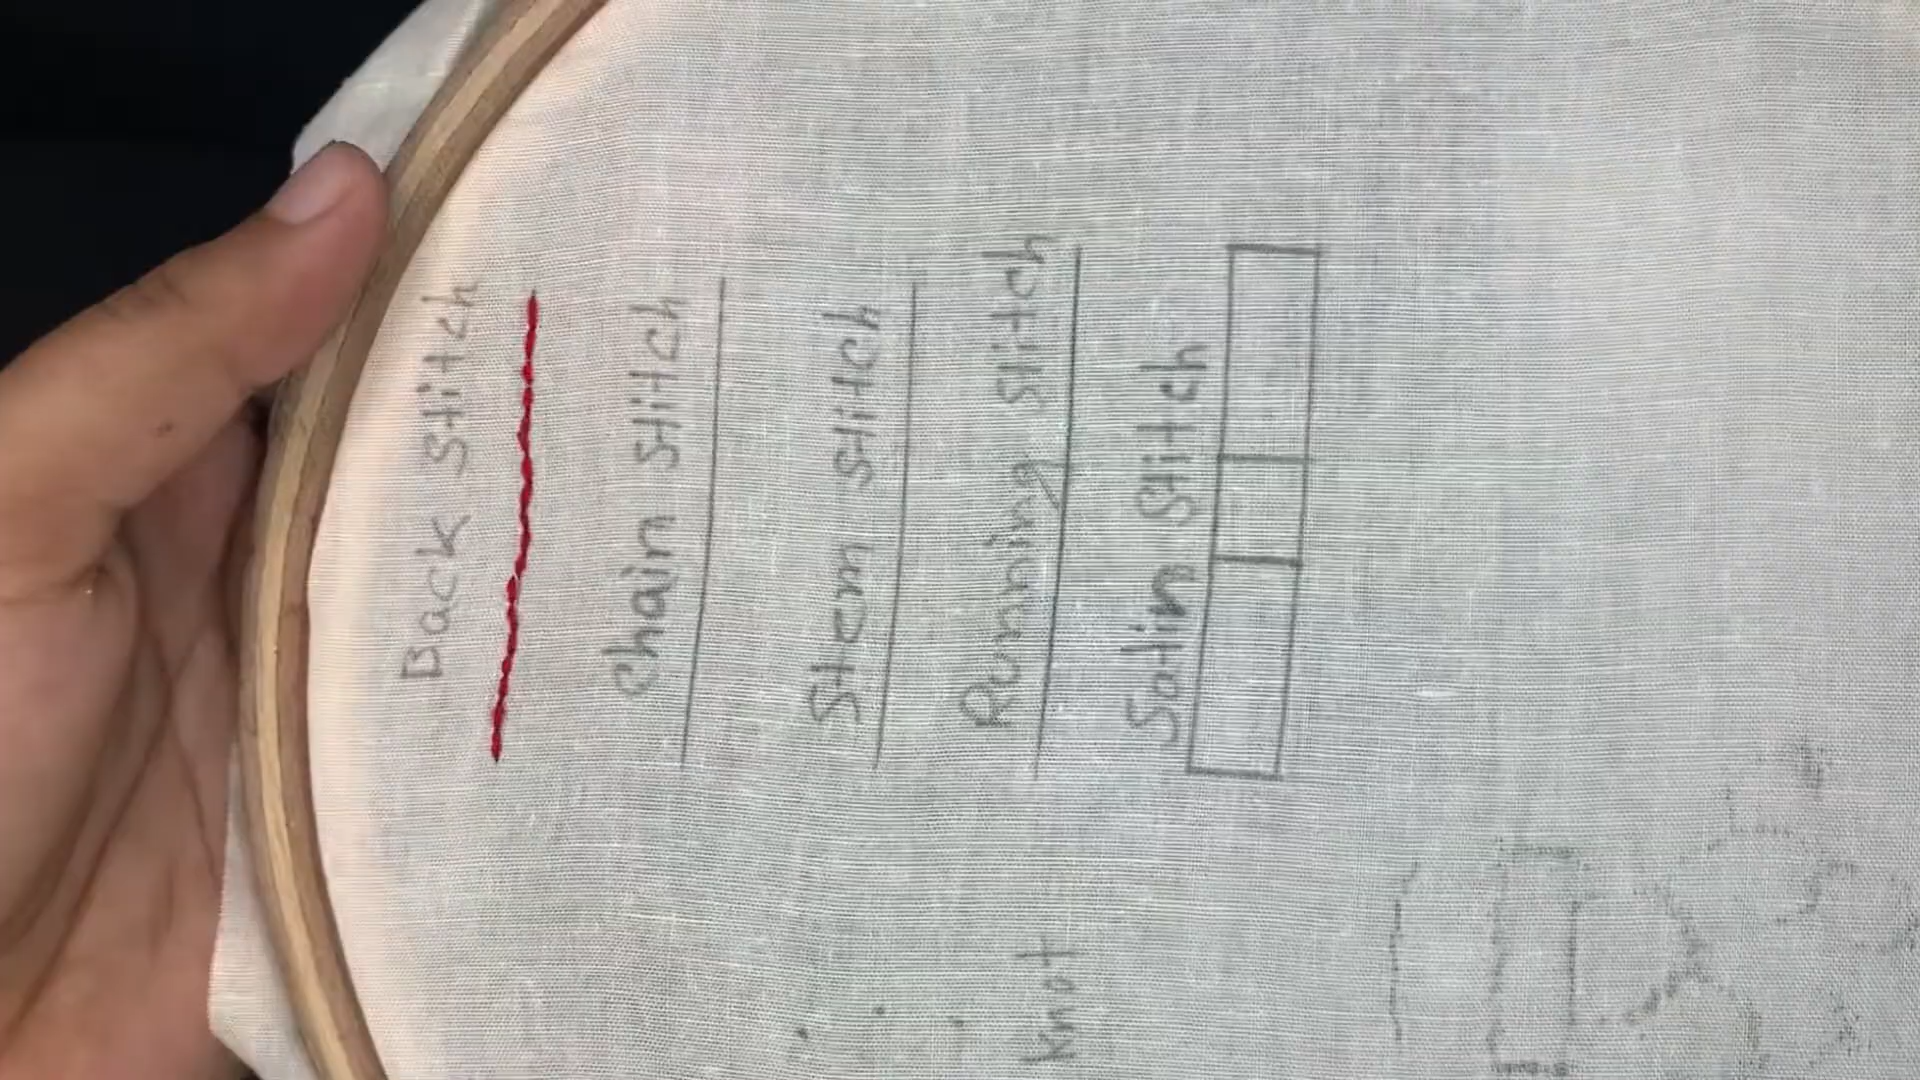 Back Stitch
Chain Stitch
Stem Stitch
Running Stitch
Satin Stitch
knot